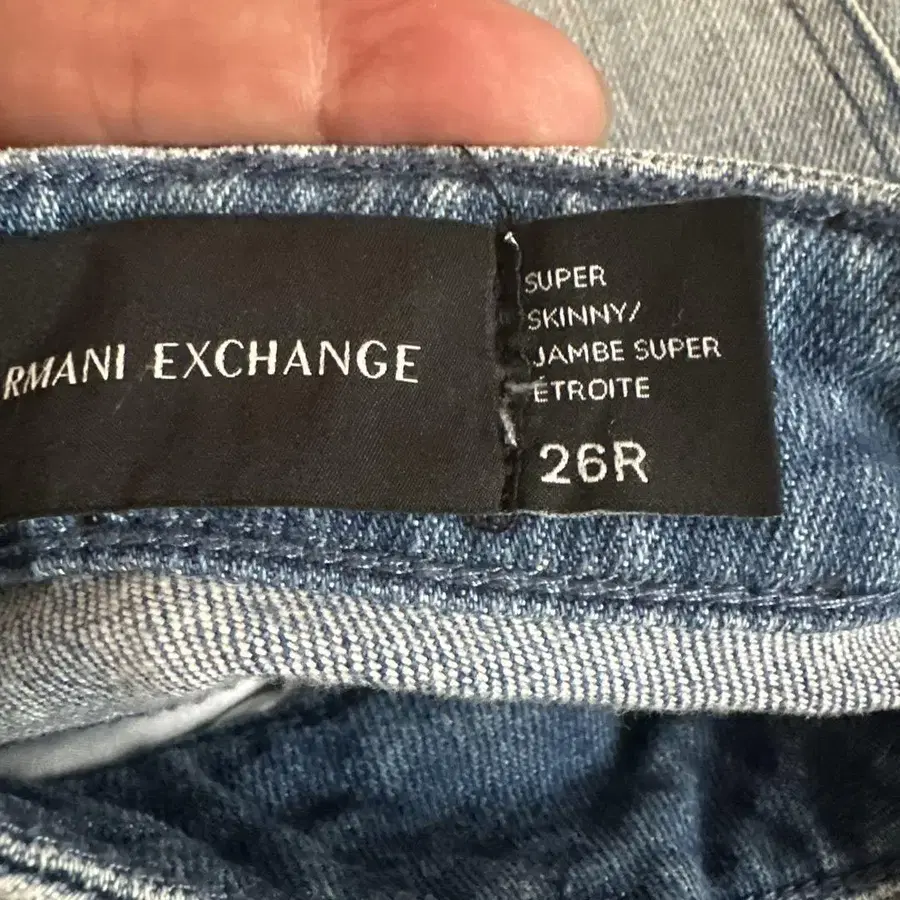 RMANI EXCHANGE
SUPER
SKINNY/
JAMBE SUPER
ÉTROITE
26R